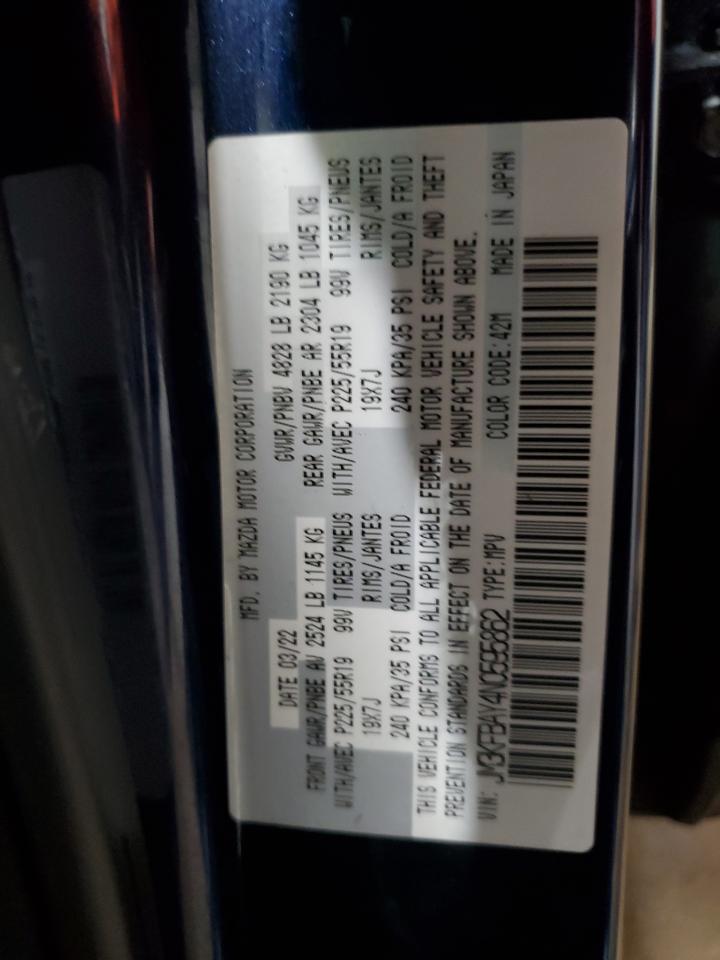 MFD. BY MAZDA MOTOR CORPORATION
DATE 03/22 GVWR/PNBV 4828 LB 2190 KG
FRONT GAWR/PNBE AV 2524 LB 1145 KG REAR GAWR/PNBE AR 2304 LB 1045 KG
WITH/AVEC P225/55R19 99V TIRES/PNEUS WITH/AVEC P225/55R19 99V TIRES/PNEUS
19X7J RIMS/JANTES 19X7J RIMS/JANTES
240 KPA/35 PSI COLD/A FROID 240 KPA/35 PSI COLD/A FROID
THIS VEHICLE CONFORMS TO ALL APPLICABLE FEDERAL MOTOR VEHICLE SAFETY AND THEFT
PREVENTION STANDARDS IN EFFECT ON THE DATE OF MANUFACTURE SHOWN ABOVE.
VIN: JM3KFBAY4N0595862 TYPE:MPV COLOR CODE:42M MADE IN JAPAN